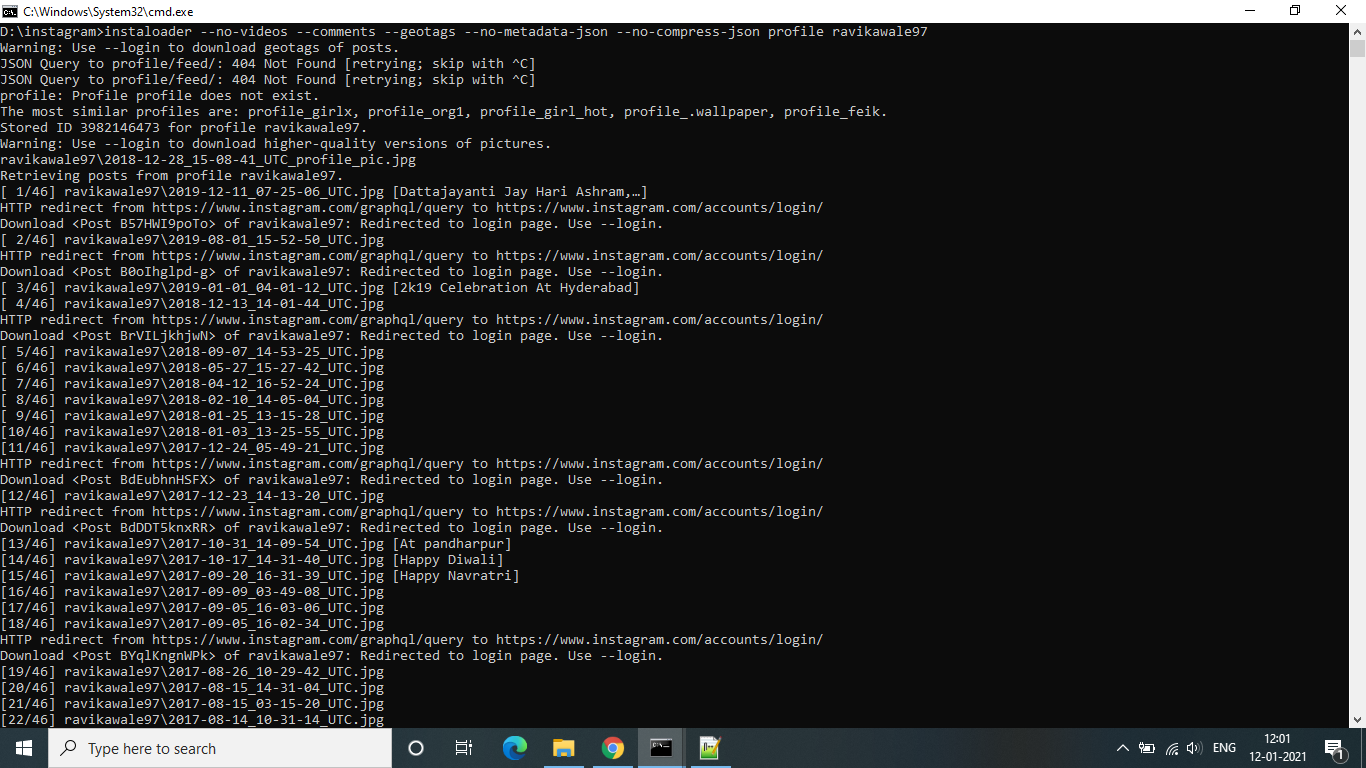 C:\Windows\System32\cmd.exe
D:\instagram>instaloader --no-videos --comments --geotags --no-metadata-json --no-compress-json profile ravikawale97
Warning: Use --login to download geotags of posts.
JSON Query to profile/feed/: 404 Not Found [retrying; skip with ^C]
JSON Query to profile/feed/: 404 Not Found [retrying; skip with ^C]
profile: Profile profile does not exist.
The most similar profiles are: profile_girlx, profile_org1, profile_girl_hot, profile_.wallpaper, profile_feik.
Stored ID 3982146473 for profile ravikawale97.
Warning: Use --login to download higher-quality versions of pictures.
ravikawale97\2018-12-28_15-08-41_UTC_profile_pic.jpg
Retrieving posts from profile ravikawale97.
[ 1/46] ravikawale97\2019-12-11_07-25-06_UTC.jpg [Dattajayanti Jay Hari Ashram,…]
HTTP redirect from https://www.instagram.com/graphql/query to https://www.instagram.com/accounts/login/
Download <Post B57HWI9poTo> of ravikawale97: Redirected to login page. Use --login.
[ 2/46] ravikawale97\2019-08-01_15-52-50_UTC.jpg
HTTP redirect from https://www.instagram.com/graphql/query to https://www.instagram.com/accounts/login/
Download <Post B0oIhglpd-g> of ravikawale97: Redirected to login page. Use --login.
[ 3/46] ravikawale97\2019-01-01_04-01-12_UTC.jpg [2k19 Celebration At Hyderabad]
[ 4/46] ravikawale97\2018-12-13_14-01-44_UTC.jpg
HTTP redirect from https://www.instagram.com/graphql/query to https://www.instagram.com/accounts/login/
Download <Post BrVILjkhjwN> of ravikawale97: Redirected to login page. Use --login.
[ 5/46] ravikawale97\2018-09-07_14-53-25_UTC.jpg
[ 6/46] ravikawale97\2018-05-27_15-27-42_UTC.jpg
[ 7/46] ravikawale97\2018-04-12_16-52-24_UTC.jpg
[ 8/46] ravikawale97\2018-02-10_14-05-04_UTC.jpg
[ 9/46] ravikawale97\2018-01-25_13-15-28_UTC.jpg
[10/46] ravikawale97\2018-01-03_13-25-55_UTC.jpg
[11/46] ravikawale97\2017-12-24_05-49-21_UTC.jpg
HTTP redirect from https://www.instagram.com/graphql/query to https://www.instagram.com/accounts/login/
Download <Post BdEubhnHSFX> of ravikawale97: Redirected to login page. Use --login.
[12/46] ravikawale97\2017-12-23_14-13-20_UTC.jpg
HTTP redirect from https://www.instagram.com/graphql/query to https://www.instagram.com/accounts/login/
Download <Post BdDDT5knxRR> of ravikawale97: Redirected to login page. Use --login.
[13/46] ravikawale97\2017-10-31_14-09-54_UTC.jpg [At pandharpur]
[14/46] ravikawale97\2017-10-17_14-31-40_UTC.jpg [Happy Diwali]
[15/46] ravikawale97\2017-09-20_16-31-39_UTC.jpg [Happy Navratri]
[16/46] ravikawale97\2017-09-09_03-49-08_UTC.jpg
[17/46] ravikawale97\2017-09-05_16-03-06_UTC.jpg
[18/46] ravikawale97\2017-09-05_16-02-34_UTC.jpg
HTTP redirect from https://www.instagram.com/graphql/query to https://www.instagram.com/accounts/login/
Download <Post BYqlKngnWPk> of ravikawale97: Redirected to login page. Use --login.
[19/46] ravikawale97\2017-08-26_10-29-42_UTC.jpg
[20/46] ravikawale97\2017-08-15_14-31-04_UTC.jpg
[21/46] ravikawale97\2017-08-15_03-15-20_UTC.jpg
[22/46] ravikawale97\2017-08-14_10-31-14_UTC.jpg
Type here to search
ENG
12:01
12-01-2021
1